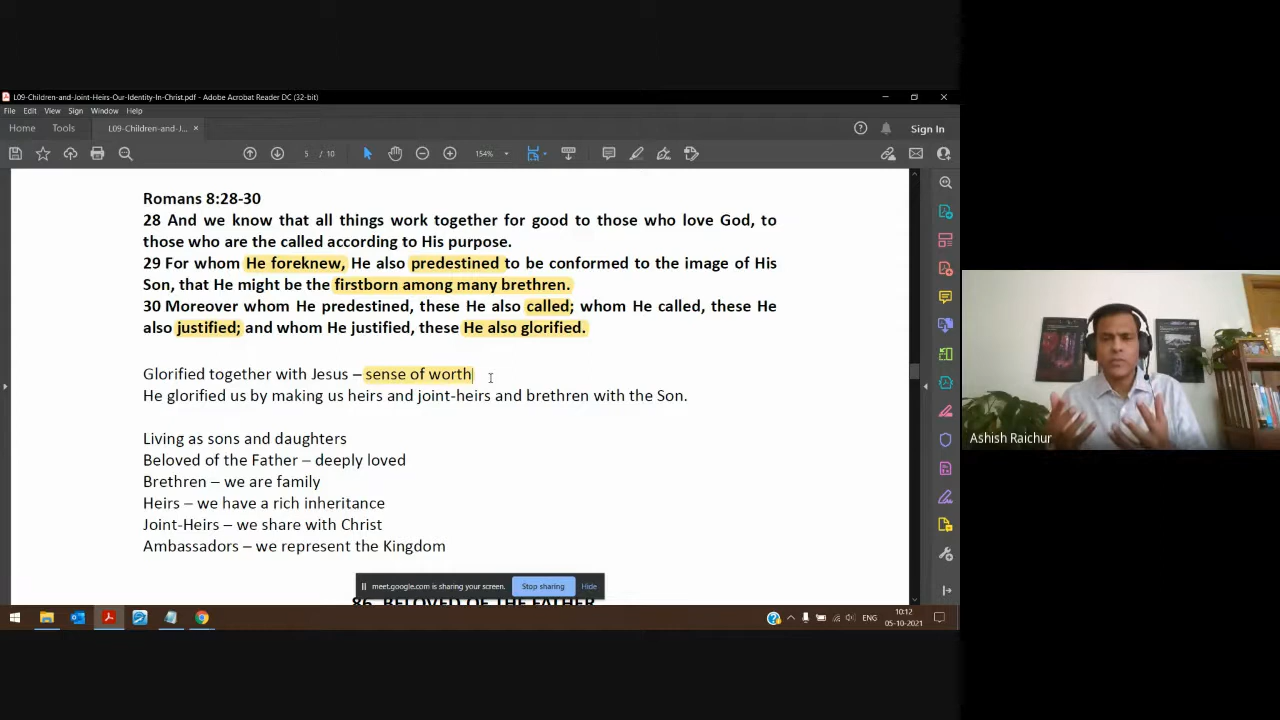 L09-Children-and-Joint-Heirs-Our-Identity-In-Christ.pdf - Adobe Acrobat Reader DC (32-bit)
File Edit View Sign Window Help
Home Tools L09-Children-and-J... × Sign In
5 / 10 154%
Romans 8:28-30
28 And we know that all things work together for good to those who love God, to
those who are the called according to His purpose.
29 For whom He foreknew, He also predestined to be conformed to the image of His
Son, that He might be the firstborn among many brethren.
30 Moreover whom He predestined, these He also called; whom He called, these He
also justified; and whom He justified, these He also glorified.
Glorified together with Jesus – sense of worth
He glorified us by making us heirs and joint-heirs and brethren with the Son.
Living as sons and daughters
Beloved of the Father – deeply loved
Brethren – we are family
Heirs – we have a rich inheritance
Joint-Heirs – we share with Christ
Ambassadors – we represent the Kingdom
meet.google.com is sharing your screen. Stop sharing Hide
86. BELOVED OF THE FATHER
ENG
10:12
05-10-2021
Ashish Raichur